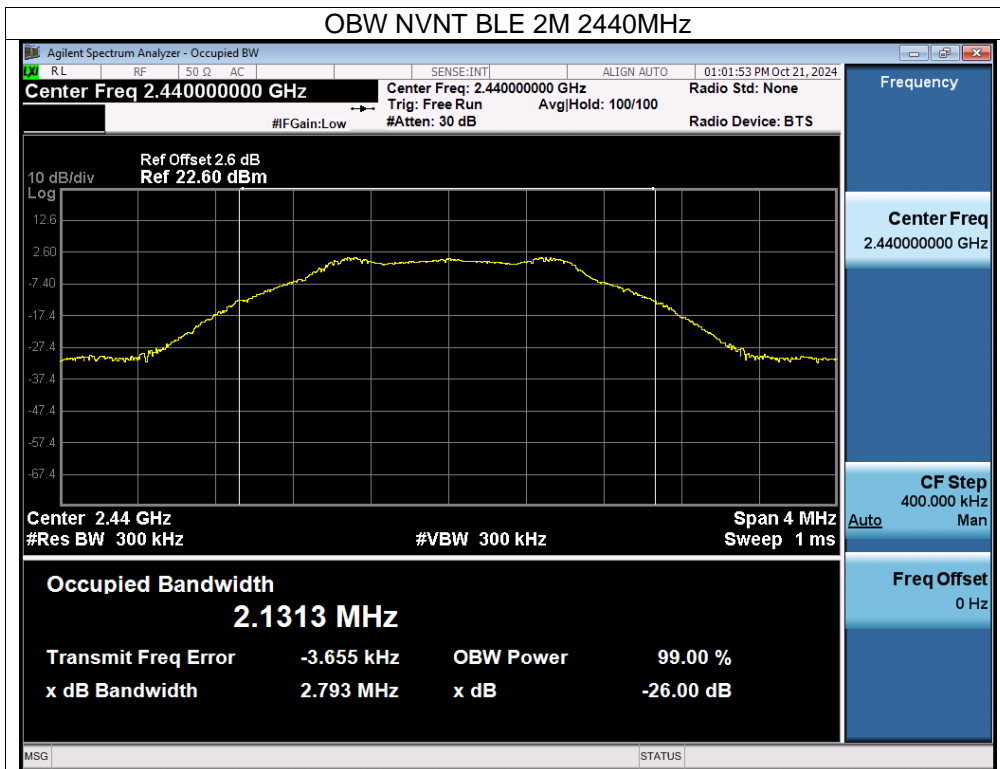 OBW NVNT BLE 2M 2440MHz
Agilent Spectrum Analyzer - Occupied BW
LXI RL RF 50 Ω AC SENSE:INT ALIGN AUTO 01:01:53 PM Oct 21, 2024
Center Freq 2.440000000 GHz
Center Freq: 2.440000000 GHz
Radio Std: None
Trig: Free Run Avg|Hold: 100/100
#IFGain:Low
#Atten: 30 dB
Radio Device: BTS
Ref Offset 2.6 dB
10 dB/div Ref 22.60 dBm
Log
12.6
2.60
-7.40
-17.4
-27.4
-37.4
-47.4
-57.4
-67.4
Center 2.44 GHz Span 4 MHz
#Res BW 300 kHz #VBW 300 kHz Sweep 1 ms
Occupied Bandwidth
2.1313 MHz
Transmit Freq Error -3.655 kHz OBW Power 99.00 %
x dB Bandwidth 2.793 MHz x dB -26.00 dB
Frequency
Center Freq
2.440000000 GHz
CF Step
400.000 kHz
Auto Man
Freq Offset
0 Hz
MSG STATUS